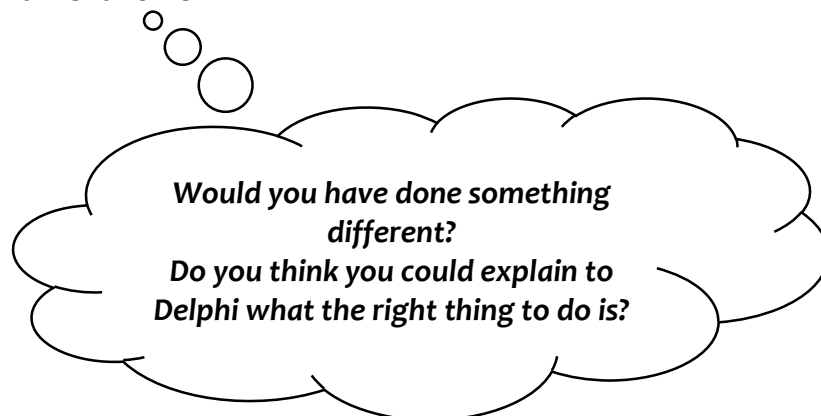 Would you have done something
different?
Do you think you could explain to
Delphi what the right thing to do is?